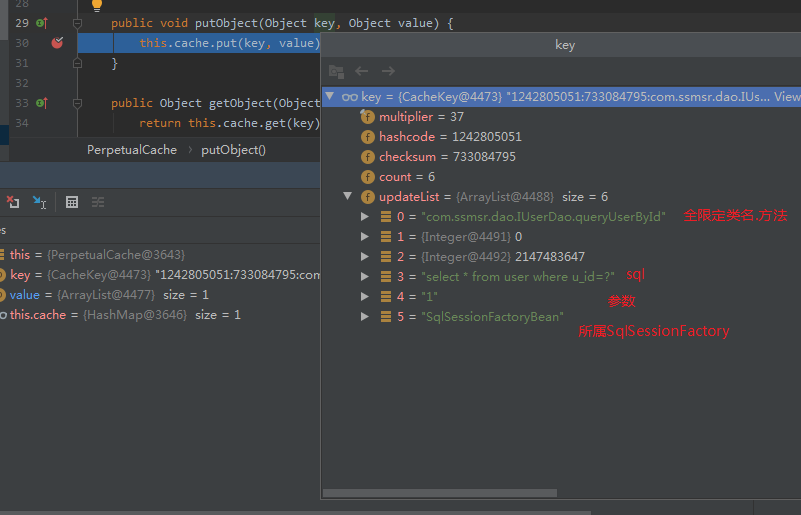 28
29 public void putObject(Object key, Object value) {
30 this.cache.put(key, value)
31 }
32
33 public Object getObject(Object
34 return this.cache.get(key)
PerpetualCache › putObject()
key
key = {CacheKey@4473} "1242805051:733084795:com.ssmsr.dao.IUs... View
multiplier = 37
hashcode = 1242805051
checksum = 733084795
count = 6
updateList = {ArrayList@4488} size = 6
0 = "com.ssmsr.dao.IUserDao.queryUserById" 全限定类名.方法
1 = {Integer@4491} 0
2 = {Integer@4492} 2147483647
3 = "select * from user where u_id=?" sql
4 = "1" 参数
5 = "SqlSessionFactoryBean" 所属SqlSessionFactory
es
this = {PerpetualCache@3643}
key = {CacheKey@4473} "1242805051:733084795:com
value = {ArrayList@4477} size = 1
this.cache = {HashMap@3646} size = 1